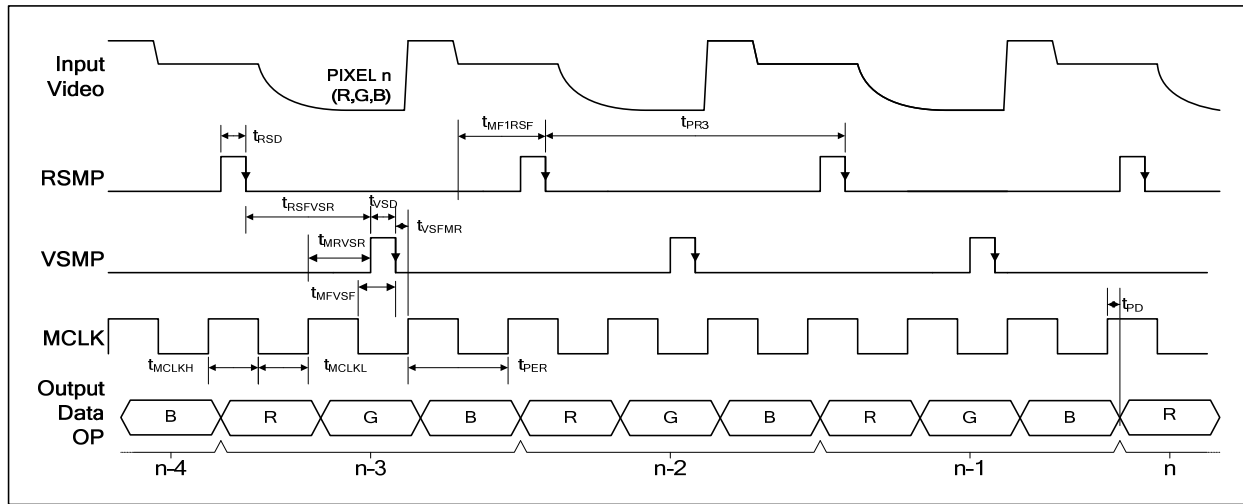 Input
Video
PIXEL n
(R,G,B)
tMF1RSF
tPR3
tRSD
RSMP
tRSFVSR
tVSD
tVSFMR
tMRVSR
VSMP
tMFVSF
tPD
MCLK
tMCLKH
tMCLKL
tPER
Output
Data
OP
B R G B R G B R G B R
n-4 n-3 n-2 n-1 n